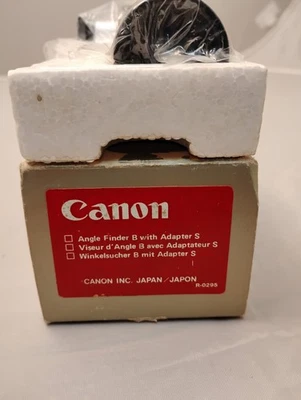 Canon
Angle Finder B with Adapter S
Viseur d'Angle B avec Adaptateur S
Winkelsucher B mit Adapter S
CANON INC. JAPAN/JAPON
R-0295